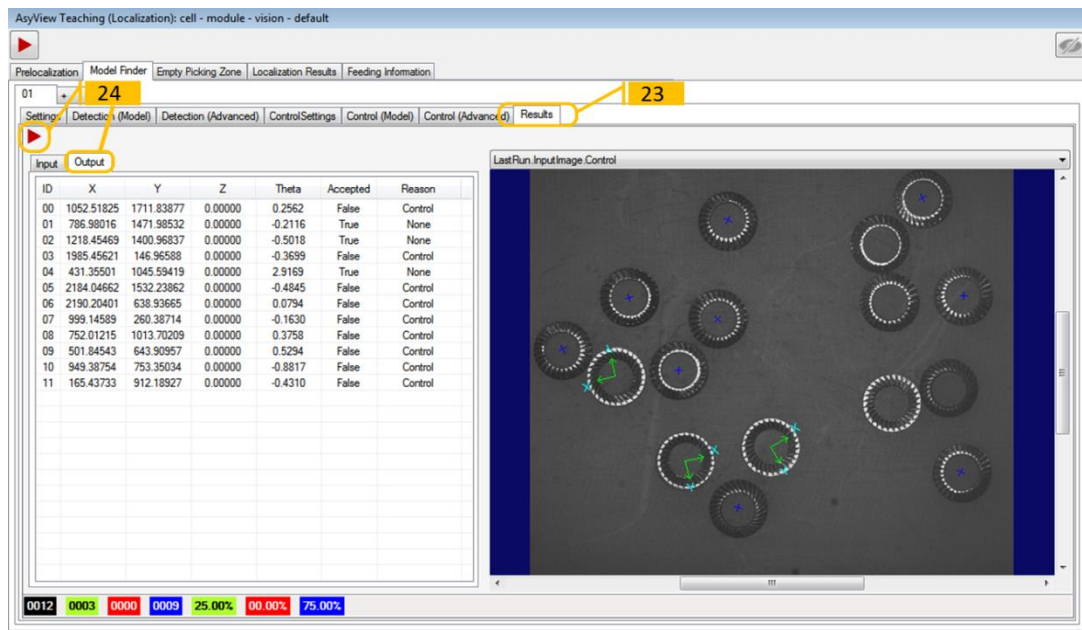 AsyView Teaching (Localization): cell - module - vision - default
Prelocalization Model Finder Empty Picking Zone Localization Results Feeding Information
01 + 24 23
Settings Detection (Model) Detection (Advanced) ControlSettings Control (Model) Control (Advanced) Results
Input Output LastRun.InputImage.Control
ID X Y Z Theta Accepted Reason
00 1052.51825 1711.83877 0.00000 0.2562 False Control
01 786.98016 1471.98532 0.00000 -0.2116 True None
02 1218.45469 1400.96837 0.00000 -0.5018 True None
03 1985.45621 146.96588 0.00000 -0.3699 False Control
04 431.35501 1045.59419 0.00000 2.9169 True None
05 2184.04662 1532.23862 0.00000 -0.4845 False Control
06 2190.20401 638.93665 0.00000 0.0794 False Control
07 999.14589 260.38714 0.00000 -0.1630 False Control
08 752.01215 1013.70209 0.00000 0.3758 False Control
09 501.84543 643.90957 0.00000 0.5294 False Control
10 949.38754 753.35034 0.00000 -0.8817 False Control
11 165.43733 912.18927 0.00000 -0.4310 False Control
0012 0003 0000 0009 25.00% 00.00% 75.00%